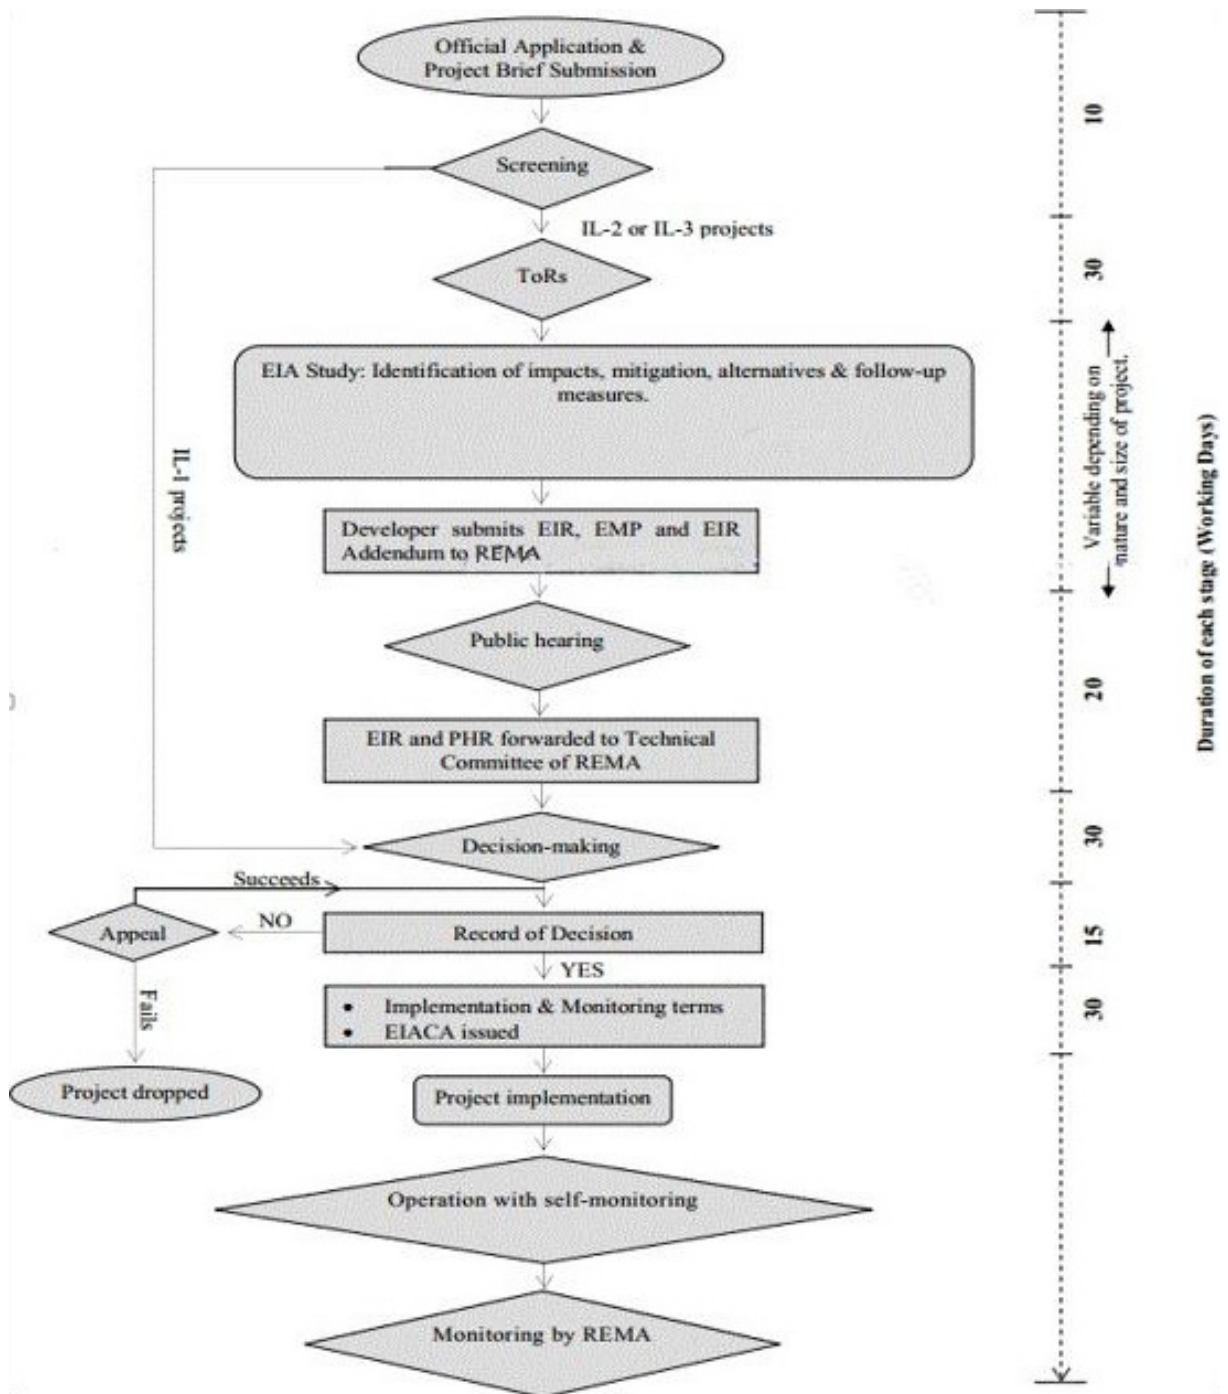 Official Application &
Project Brief Submission
10
Screening
IL-2 or IL-3 projects
30
ToRs
EIA Study: Identification of impacts, mitigation, alternatives & follow-up
measures.
Variable depending on
nature and size of project.
Duration of each stage (Working Days)
IL-1 projects
Developer submits EIR, EMP and EIR
Addendum to REMA
Public hearing
20
EIR and PHR forwarded to Technical
Committee of REMA
Decision-making
30
Succeeds
Appeal
NO
Record of Decision
15
YES
Fails
• Implementation & Monitoring terms
• EIACA issued
30
Project dropped
Project implementation
Operation with self-monitoring
Monitoring by REMA